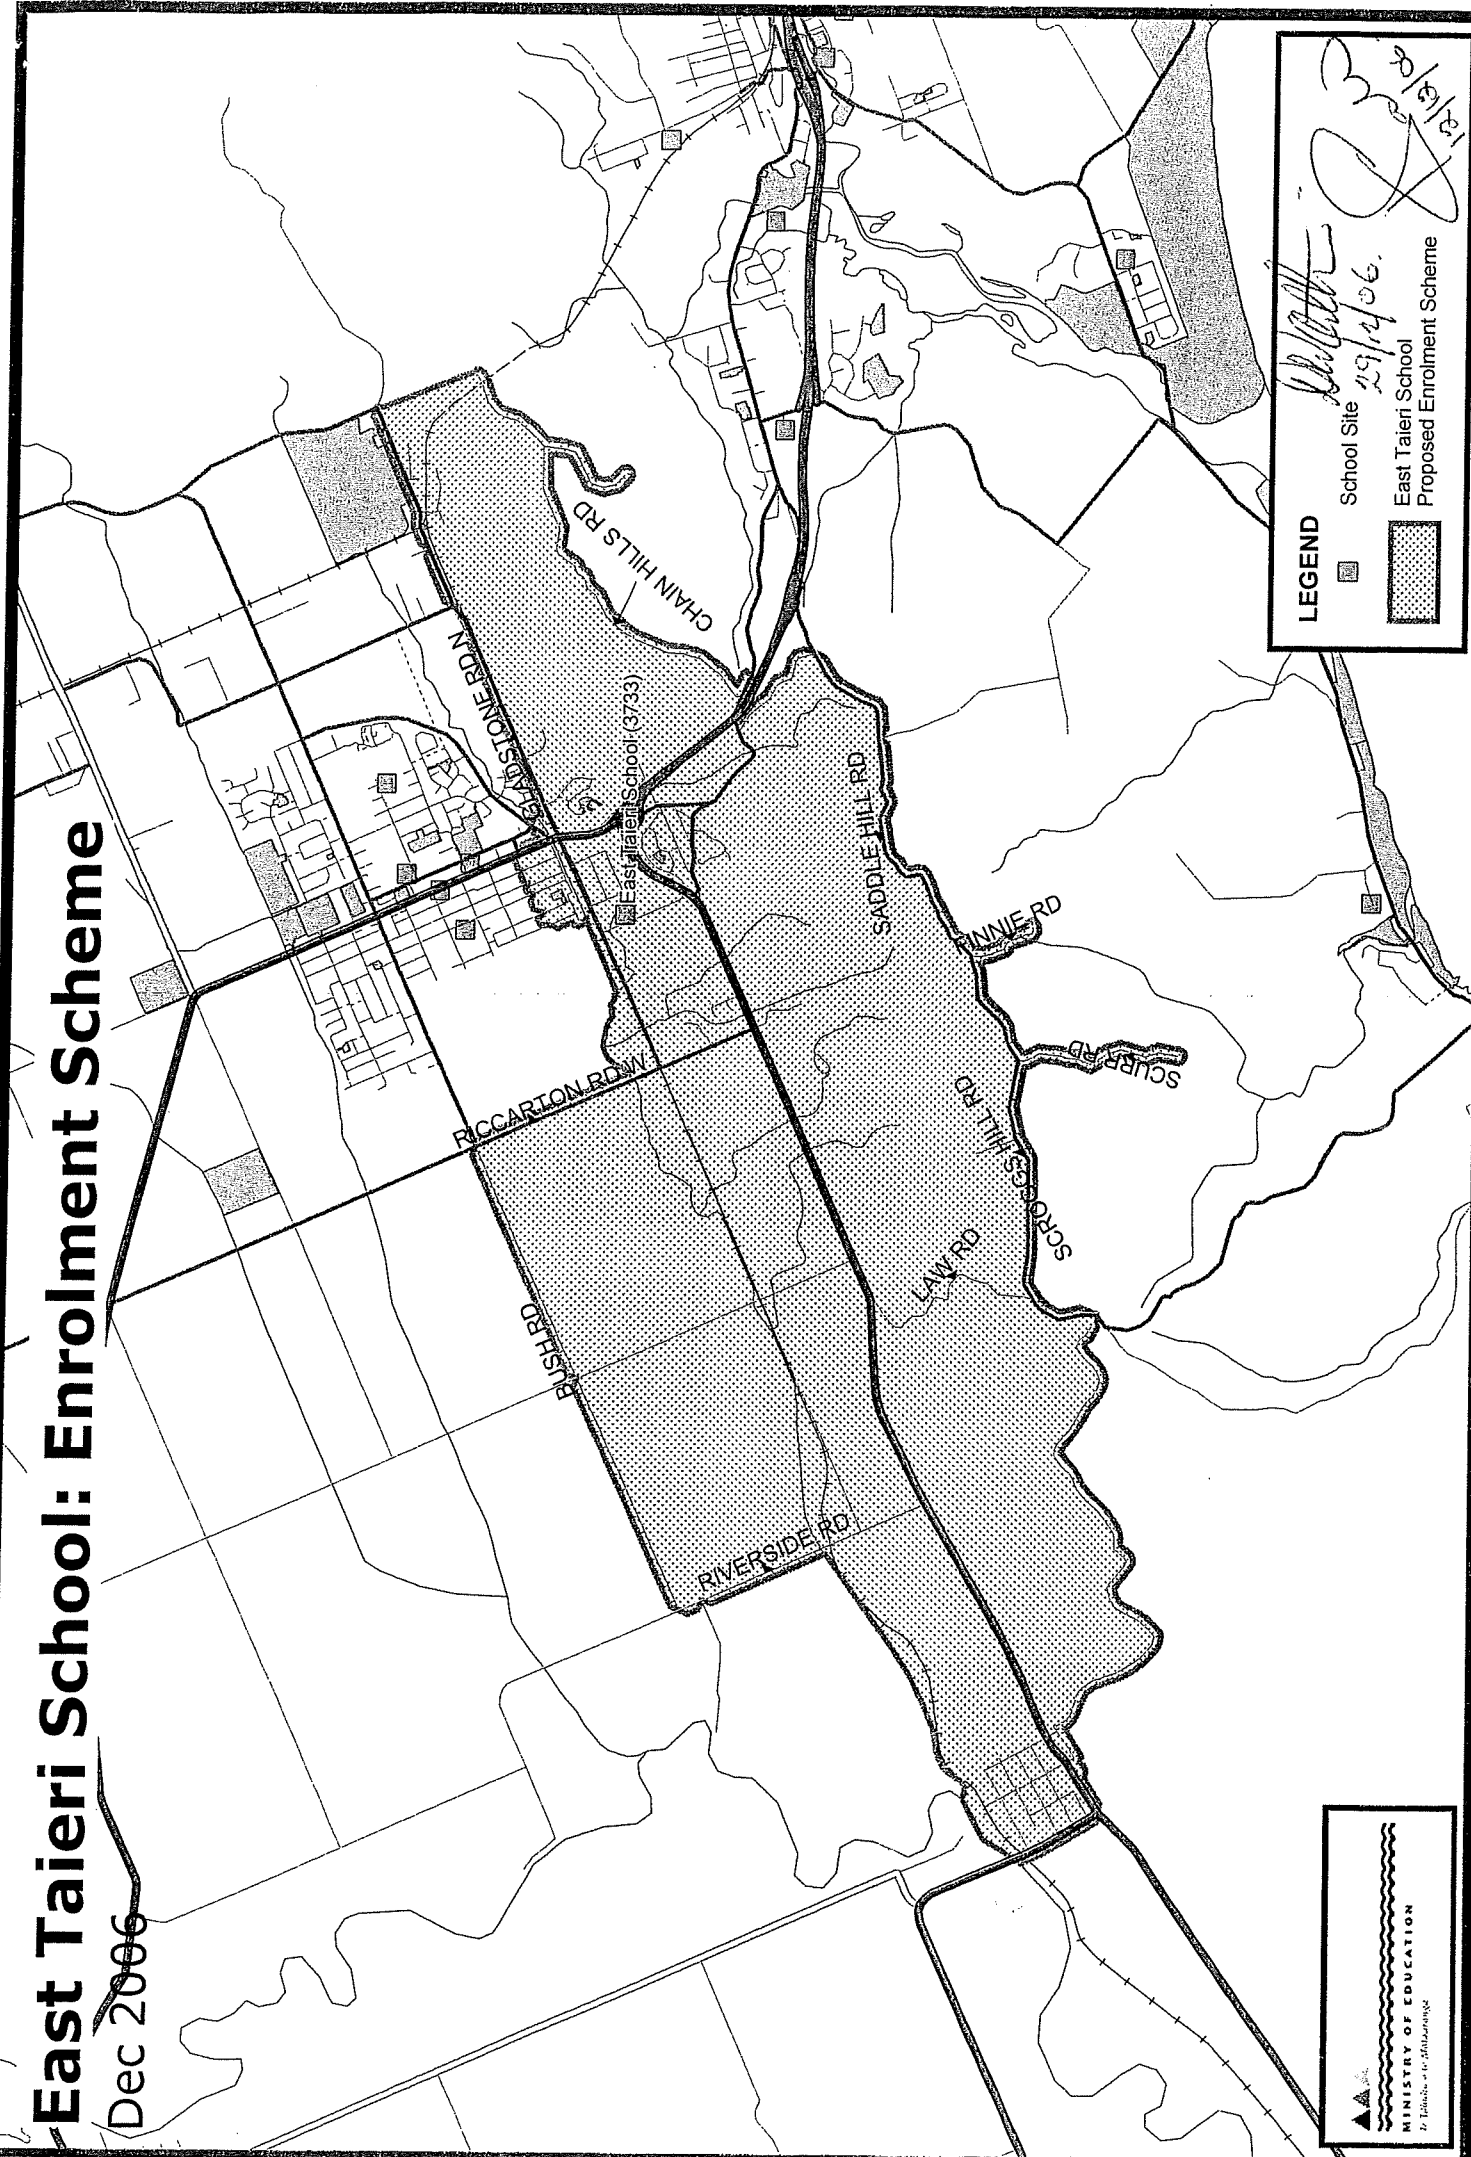 East Taieri School: Enrolment Scheme
Dec 2006
GLADSTONE RD N
CHAIN HILLS RD
East Taieri School (3733)
SADDLE HILL RD
FINNIE RD
RICCARTON RD W
SCURR RD
SCROGGS HILL RD
LAW RD
BUSH RD
RIVERSIDE RD
LEGEND
School Site
29/12/06.
East Taieri School
Proposed Enrolment Scheme
MINISTRY OF EDUCATION